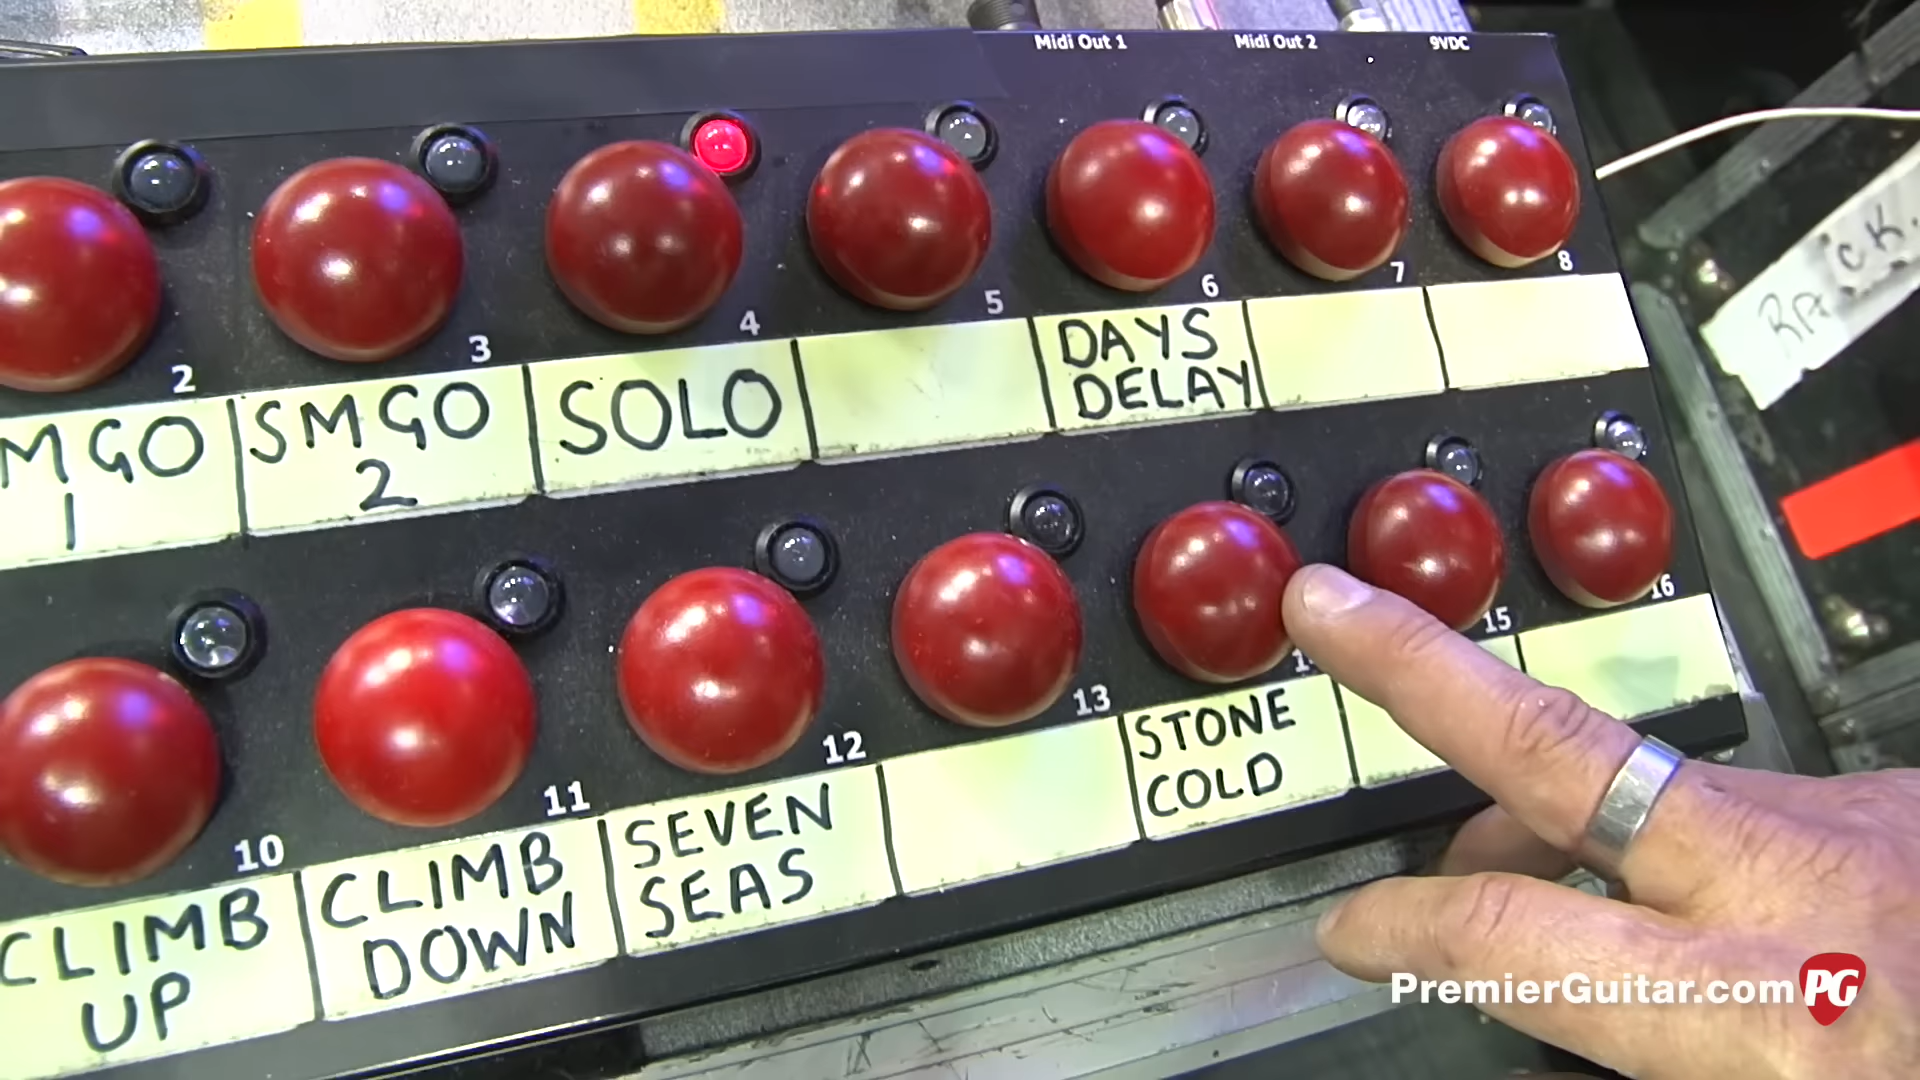 Midi Out 1 Midi Out 2 9VDC
2 3 4 5 6 7 8
MGO
1
SMGO
2
SOLO
DAYS
DELAY
10 11 12 13 15 16
CLIMB
UP
CLIMB
DOWN
SEVEN
SEAS
STONE
COLD
PremierGuitar.com PG